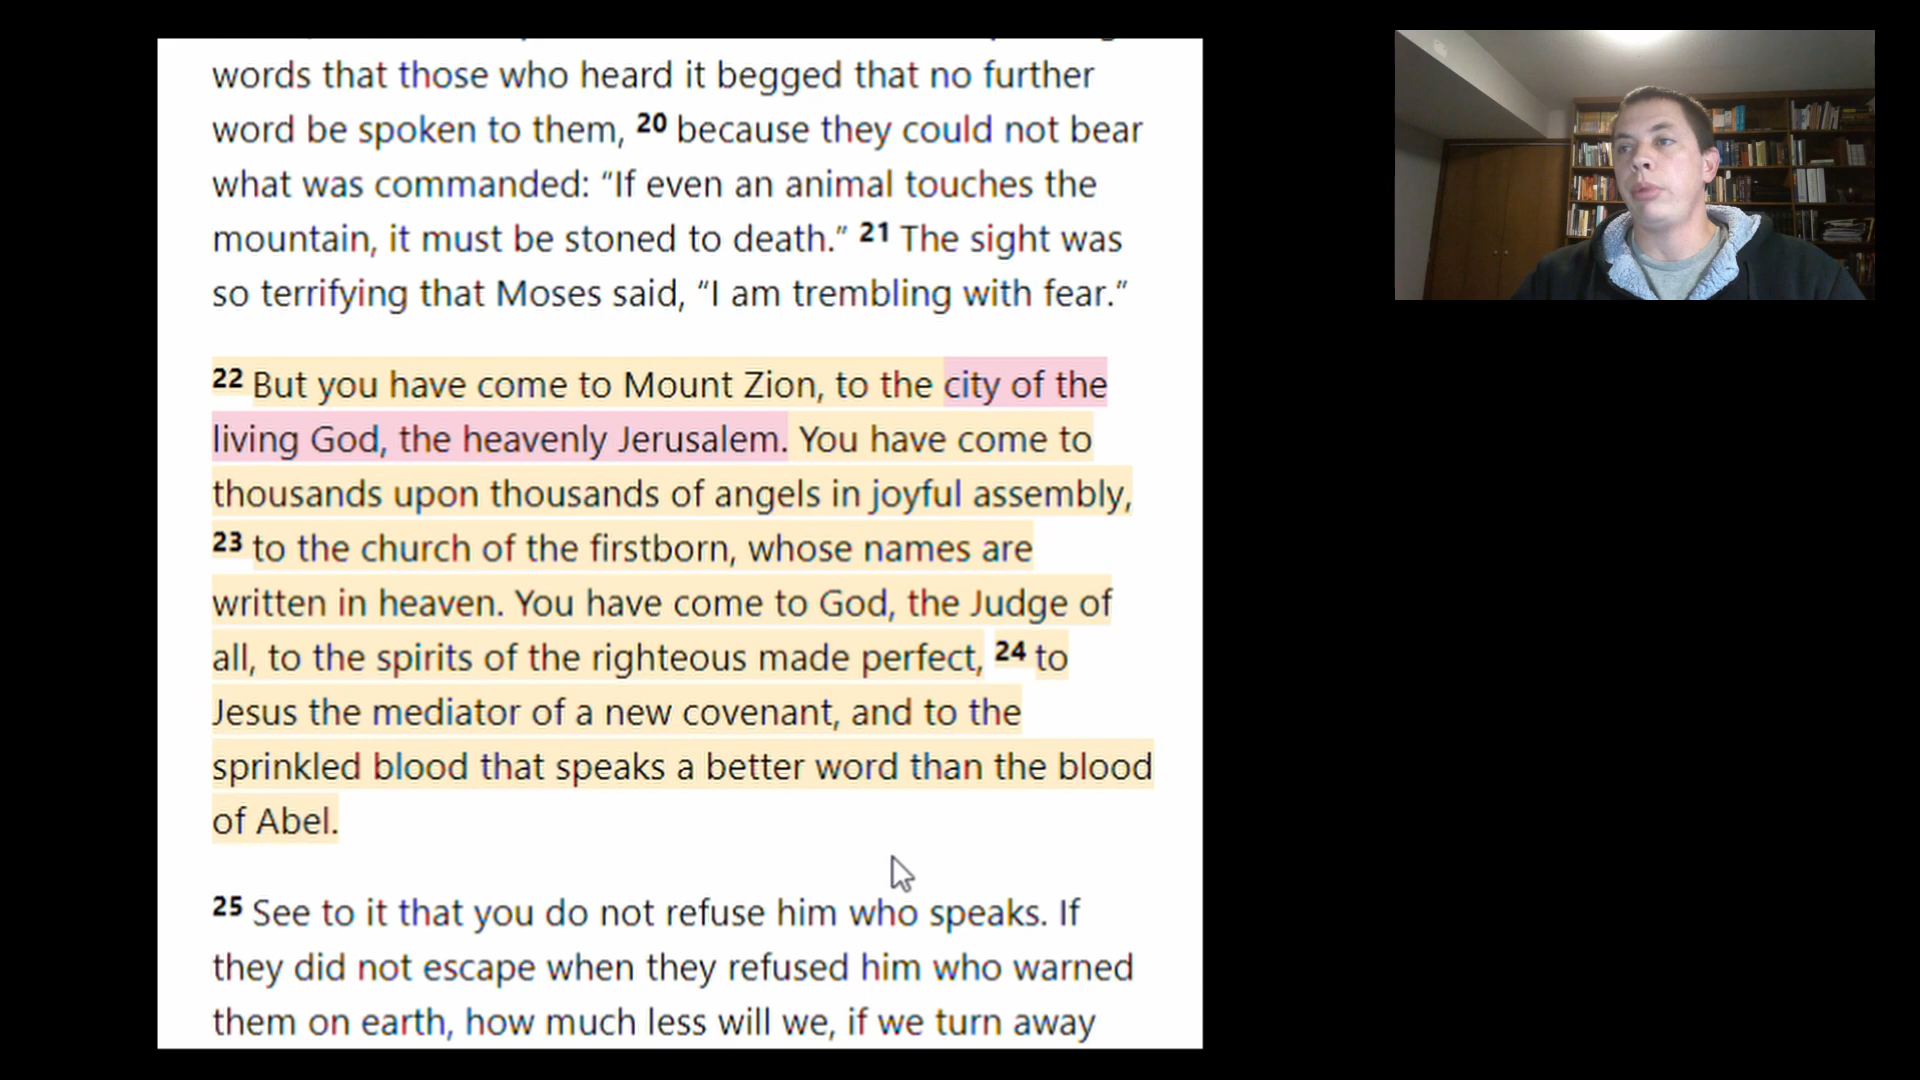 words that those who heard it begged that no further
word be spoken to them, 20 because they could not bear
what was commanded: “If even an animal touches the
mountain, it must be stoned to death.” 21 The sight was
so terrifying that Moses said, “I am trembling with fear.”
22 But you have come to Mount Zion, to the city of the
living God, the heavenly Jerusalem. You have come to
thousands upon thousands of angels in joyful assembly,
23 to the church of the firstborn, whose names are
written in heaven. You have come to God, the Judge of
all, to the spirits of the righteous made perfect, 24 to
Jesus the mediator of a new covenant, and to the
sprinkled blood that speaks a better word than the blood
of Abel.
25 See to it that you do not refuse him who speaks. If
they did not escape when they refused him who warned
them on earth, how much less will we, if we turn away